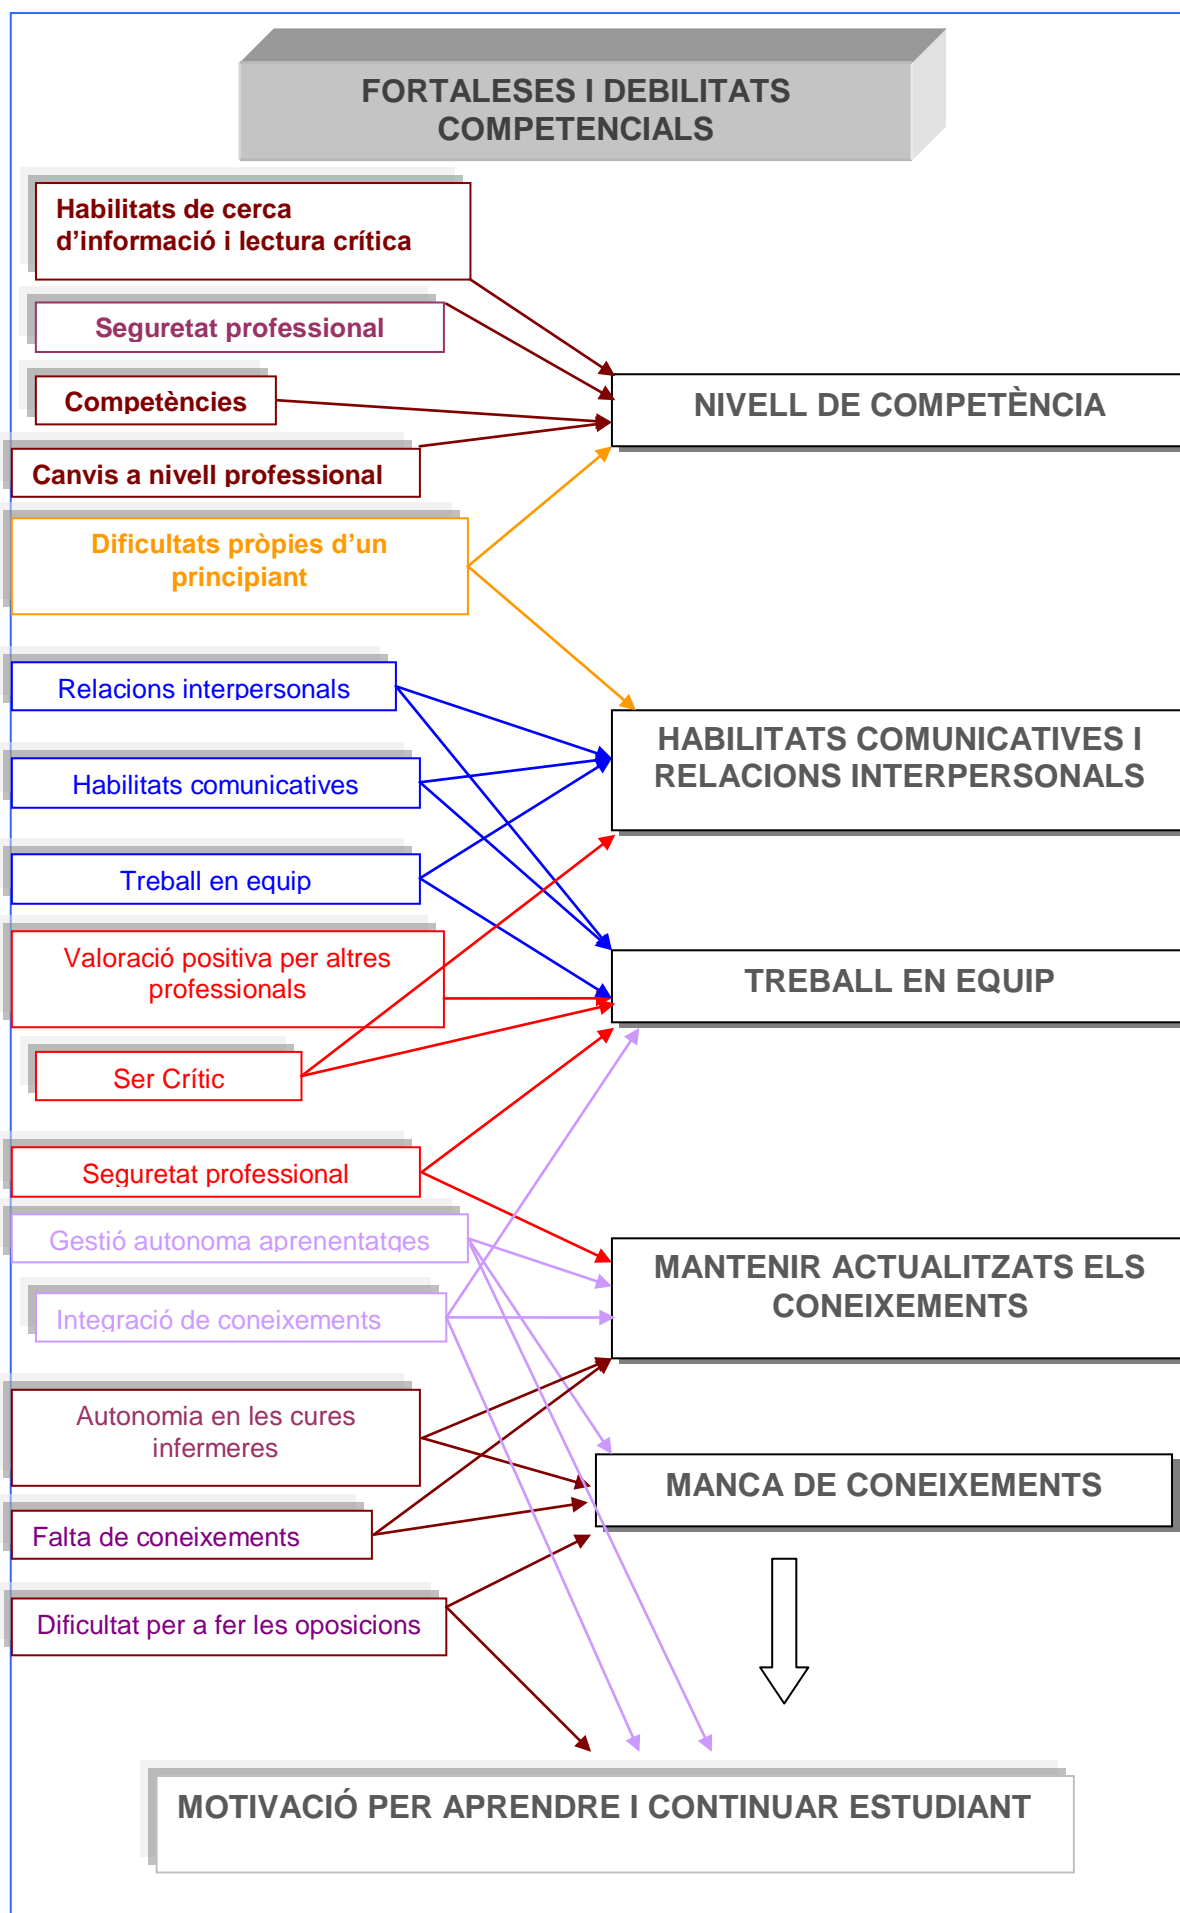 FORTALESES I DEBILITATS
COMPETENCIALS
Habilitats de cerca
d’informació i lectura crítica
Seguretat professional
Competències
Canvis a nivell professional
Dificultats pròpies d’un
principiant
Relacions interpersonals
Habilitats comunicatives
Treball en equip
Valoració positiva per altres
professionals
Ser Crític
Seguretat professional
Gestió autonoma aprenentatges
Integració de coneixements
Autonomia en les cures
infermeres
Falta de coneixements
Dificultat per a fer les oposicions
NIVELL DE COMPETÈNCIA
HABILITATS COMUNICATIVES I
RELACIONS INTERPERSONALS
TREBALL EN EQUIP
MANTENIR ACTUALITZATS ELS
CONEIXEMENTS
MANCA DE CONEIXEMENTS
MOTIVACIÓ PER APRENDRE I CONTINUAR ESTUDIANT